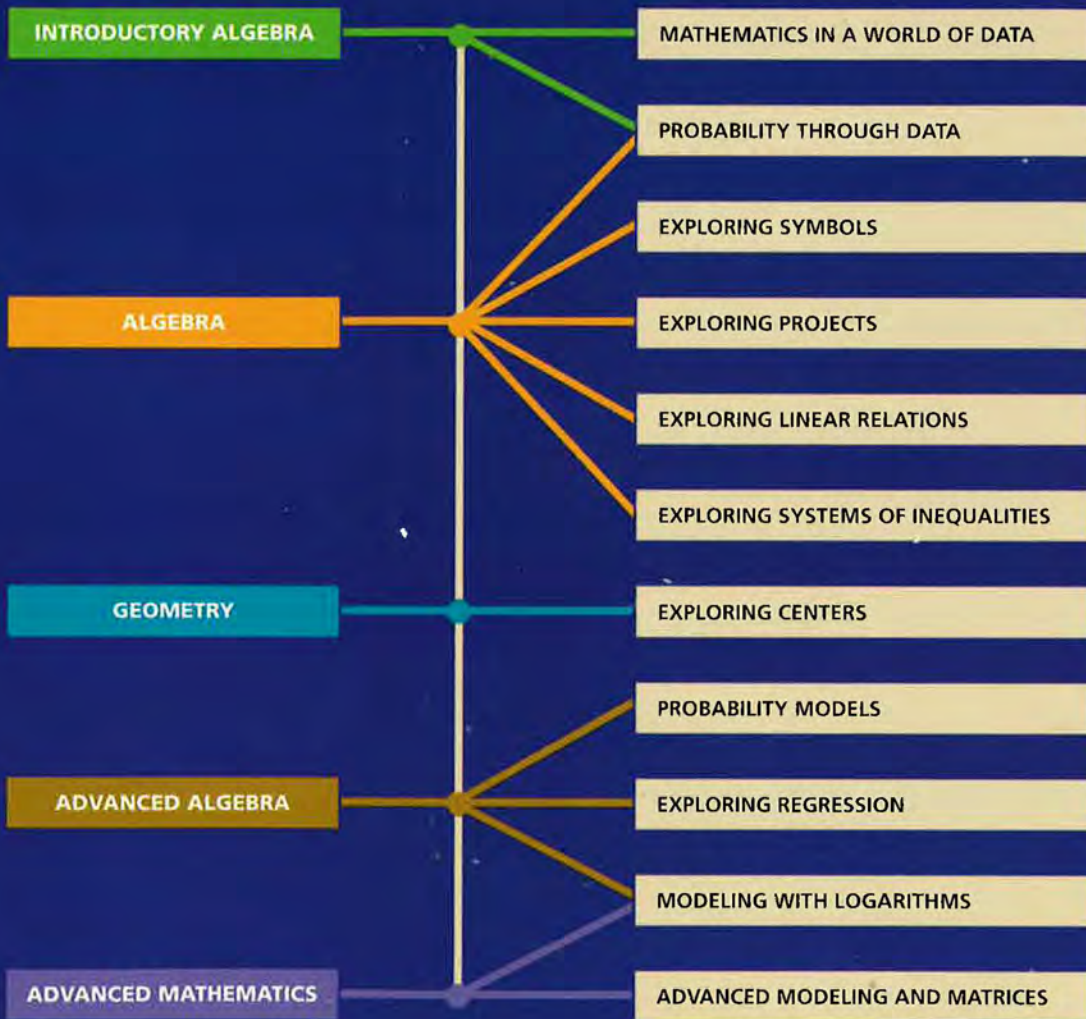 INTRODUCTORY ALGEBRA
MATHEMATICS IN A WORLD OF DATA
PROBABILITY THROUGH DATA
EXPLORING SYMBOLS
ALGEBRA
EXPLORING PROJECTS
EXPLORING LINEAR RELATIONS
EXPLORING SYSTEMS OF INEQUALITIES
GEOMETRY
EXPLORING CENTERS
PROBABILITY MODELS
ADVANCED ALGEBRA
EXPLORING REGRESSION
MODELING WITH LOGARITHMS
ADVANCED MATHEMATICS
ADVANCED MODELING AND MATRICES